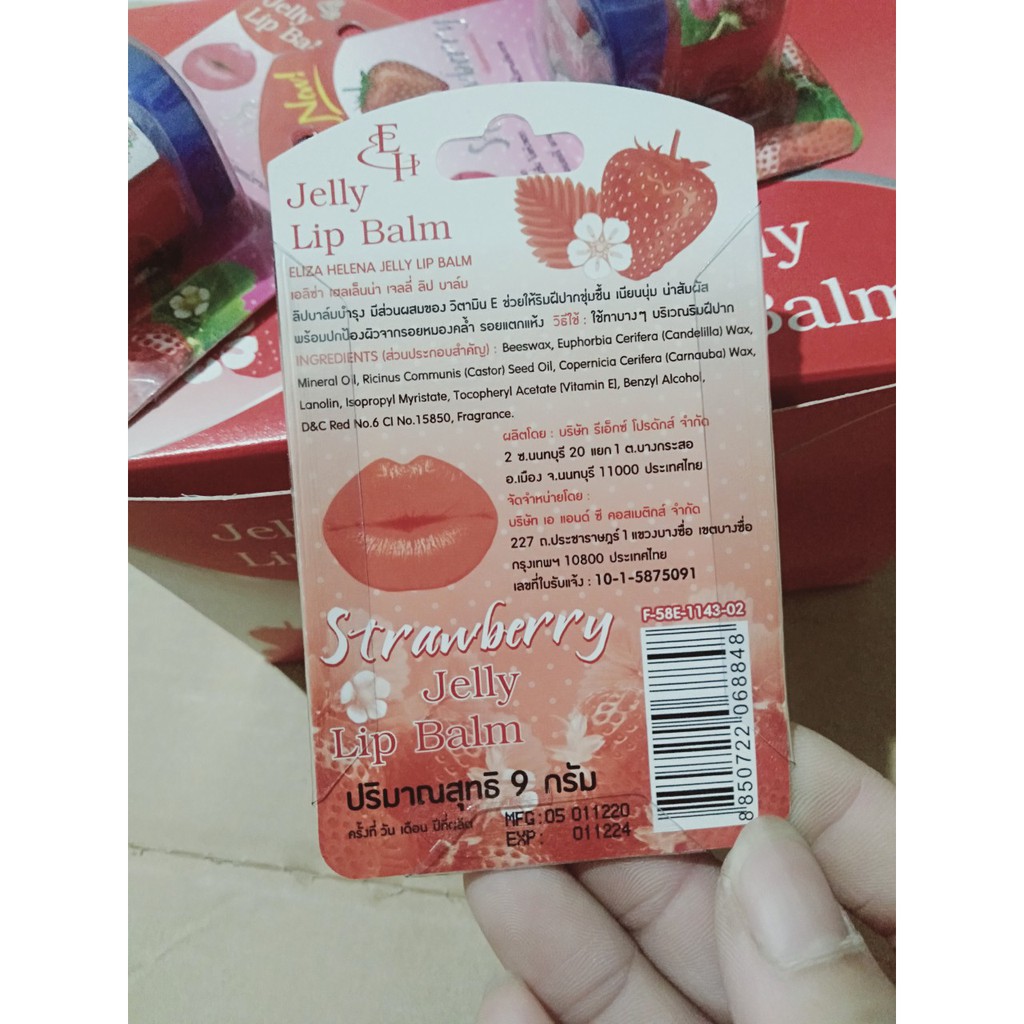 Jelly
Lip Ba
New!
EH
Jelly
Lip Balm
ELIZA HELENA JELLY LIP BALM
เอลิซ่า เฮลเล็นน่า เจลลี่ ลิป บาล์ม
ลิปบาล์มบำรุง มีส่วนผสมของ วิตามิน E ช่วยให้ริมฝีปากชุ่มชื้น เนียนนุ่ม น่าสัมผัส
พร้อมปกป้องผิวจากรอยหมองคล้ำ รอยแตกแห้ง วิธีใช้ : ใช้ทาบางๆ บริเวณริมฝีปาก
INGREDIENTS (ส่วนประกอบสำคัญ) : Beeswax, Euphorbia Cerifera (Candelilla) Wax,
Mineral Oil, Ricinus Communis (Castor) Seed Oil, Copernicia Cerifera (Carnauba) Wax,
Lanolin, Isopropyl Myristate, Tocopheryl Acetate [Vitamin E], Benzyl Alcohol,
D&C Red No.6 CI No.15850, Fragrance.
ผลิตโดย : บริษัท รีเอ็กซ์ โปรดักส์ จำกัด
2 ซ.นนทบุรี 20 แยก 1 ต.บางกระสอ
อ.เมือง จ.นนทบุรี 11000 ประเทศไทย
จัดจำหน่ายโดย :
บริษัท เอ แอนด์ ซี คอสเมติกส์ จำกัด
227 ถ.ประชาราษฎร์ 1 แขวงบางซื่อ เขตบางซื่อ
กรุงเทพฯ 10800 ประเทศไทย
เลขที่ใบรับแจ้ง : 10-1-5875091
F-58E-1143-02
Strawberry
Jelly
Lip Balm
8850722068848
ปริมาณสุทธิ 9 กรัม
ครั้งที่ วัน เดือน ปีที่ผลิต
MFG:05 011220
EXP: 011224
ly
Balm
Jelly